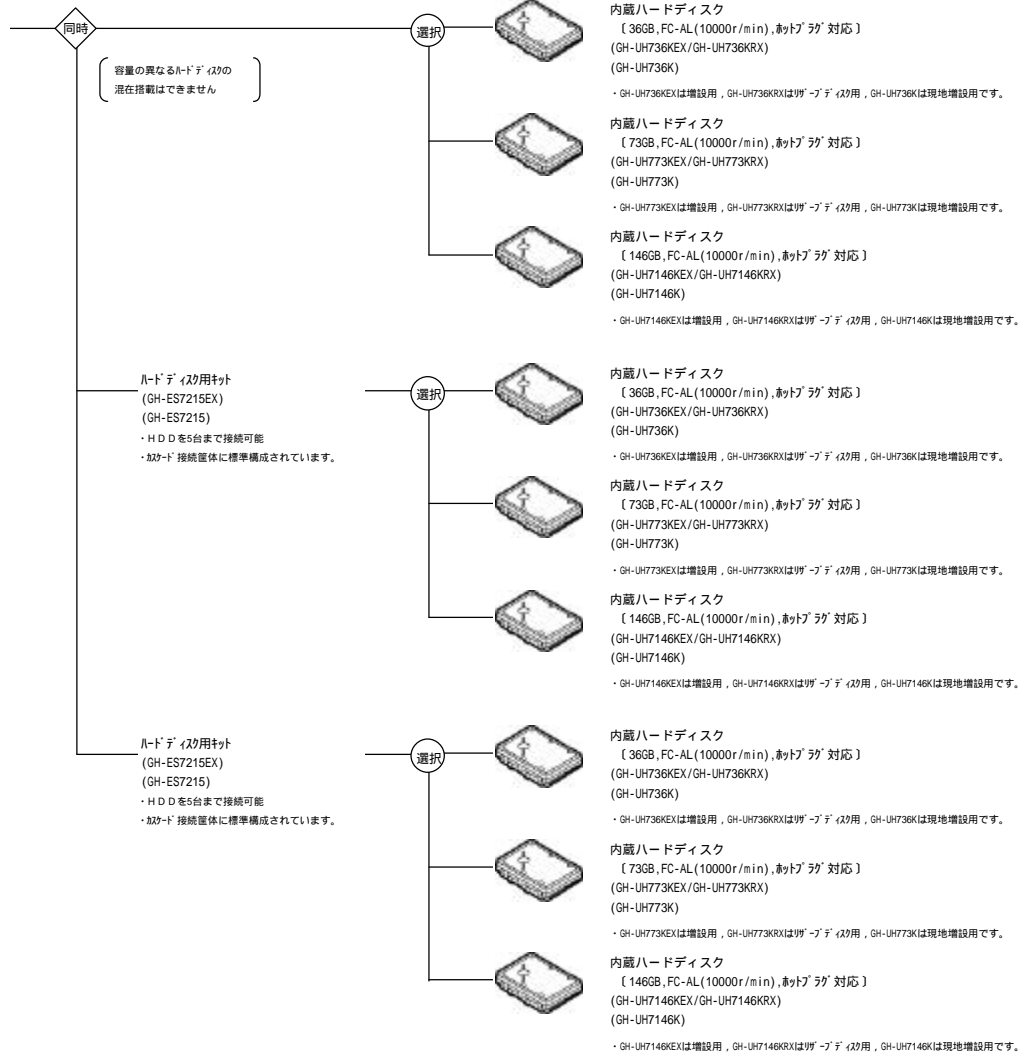 同時
容量の異なるﾊｰﾄﾞﾃﾞｨｽｸの
混在搭載はできません
選択
内蔵ハードディスク
〔36GB,FC-AL(10000r/min),ﾎｯﾄﾌﾟﾗｸﾞ対応〕
(GH-UH736KEX/GH-UH736KRX)
(GH-UH736K)
・GH-UH736KEXは増設用，GH-UH736KRXはﾘｻﾞｰﾌﾞﾃﾞｨｽｸ用，GH-UH736Kは現地増設用です。
内蔵ハードディスク
〔73GB,FC-AL(10000r/min),ﾎｯﾄﾌﾟﾗｸﾞ対応〕
(GH-UH773KEX/GH-UH773KRX)
(GH-UH773K)
・GH-UH773KEXは増設用，GH-UH773KRXはﾘｻﾞｰﾌﾞﾃﾞｨｽｸ用，GH-UH773Kは現地増設用です。
内蔵ハードディスク
〔146GB,FC-AL(10000r/min),ﾎｯﾄﾌﾟﾗｸﾞ対応〕
(GH-UH7146KEX/GH-UH7146KRX)
(GH-UH7146K)
・GH-UH7146KEXは増設用，GH-UH7146KRXはﾘｻﾞｰﾌﾞﾃﾞｨｽｸ用，GH-UH7146Kは現地増設用です。
ﾊｰﾄﾞﾃﾞｨｽｸ用ｷｯﾄ
(GH-ES7215EX)
(GH-ES7215)
・ＨＤＤを5台まで接続可能
・ｶｽｹｰﾄﾞ接続筐体に標準構成されています。
選択
内蔵ハードディスク
〔36GB,FC-AL(10000r/min),ﾎｯﾄﾌﾟﾗｸﾞ対応〕
(GH-UH736KEX/GH-UH736KRX)
(GH-UH736K)
・GH-UH736KEXは増設用，GH-UH736KRXはﾘｻﾞｰﾌﾞﾃﾞｨｽｸ用，GH-UH736Kは現地増設用です。
内蔵ハードディスク
〔73GB,FC-AL(10000r/min),ﾎｯﾄﾌﾟﾗｸﾞ対応〕
(GH-UH773KEX/GH-UH773KRX)
(GH-UH773K)
・GH-UH773KEXは増設用，GH-UH773KRXはﾘｻﾞｰﾌﾞﾃﾞｨｽｸ用，GH-UH773Kは現地増設用です。
内蔵ハードディスク
〔146GB,FC-AL(10000r/min),ﾎｯﾄﾌﾟﾗｸﾞ対応〕
(GH-UH7146KEX/GH-UH7146KRX)
(GH-UH7146K)
・GH-UH7146KEXは増設用，GH-UH7146KRXはﾘｻﾞｰﾌﾞﾃﾞｨｽｸ用，GH-UH7146Kは現地増設用です。
ﾊｰﾄﾞﾃﾞｨｽｸ用ｷｯﾄ
(GH-ES7215EX)
(GH-ES7215)
・ＨＤＤを5台まで接続可能
・ｶｽｹｰﾄﾞ接続筐体に標準構成されています。
選択
内蔵ハードディスク
〔36GB,FC-AL(10000r/min),ﾎｯﾄﾌﾟﾗｸﾞ対応〕
(GH-UH736KEX/GH-UH736KRX)
(GH-UH736K)
・GH-UH736KEXは増設用，GH-UH736KRXはﾘｻﾞｰﾌﾞﾃﾞｨｽｸ用，GH-UH736Kは現地増設用です。
内蔵ハードディスク
〔73GB,FC-AL(10000r/min),ﾎｯﾄﾌﾟﾗｸﾞ対応〕
(GH-UH773KEX/GH-UH773KRX)
(GH-UH773K)
・GH-UH773KEXは増設用，GH-UH773KRXはﾘｻﾞｰﾌﾞﾃﾞｨｽｸ用，GH-UH773Kは現地増設用です。
内蔵ハードディスク
〔146GB,FC-AL(10000r/min),ﾎｯﾄﾌﾟﾗｸﾞ対応〕
(GH-UH7146KEX/GH-UH7146KRX)
(GH-UH7146K)
・GH-UH7146KEXは増設用，GH-UH7146KRXはﾘｻﾞｰﾌﾞﾃﾞｨｽｸ用，GH-UH7146Kは現地増設用です。